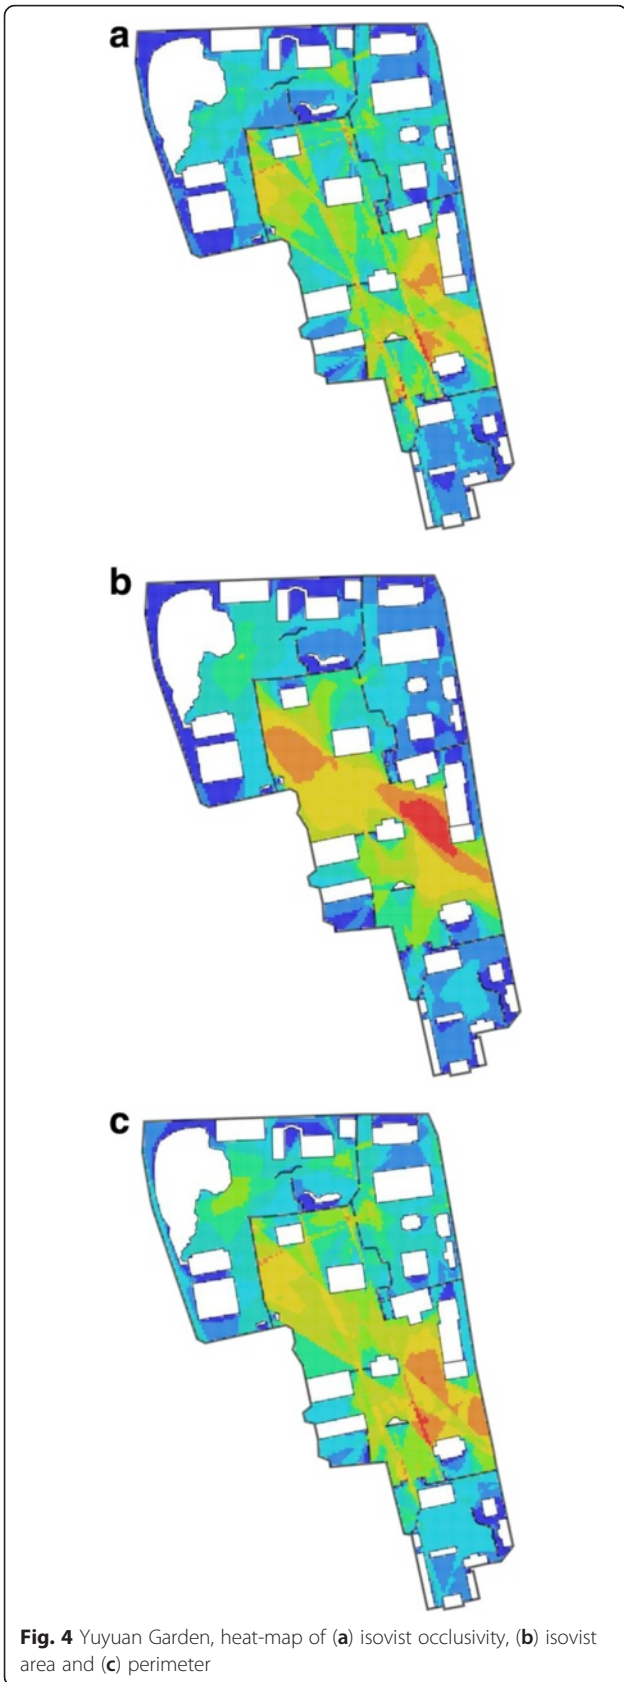 a
b
c
Fig. 4 Yuyuan Garden, heat-map of (a) isovist occlusivity, (b) isovist
area and (c) perimeter